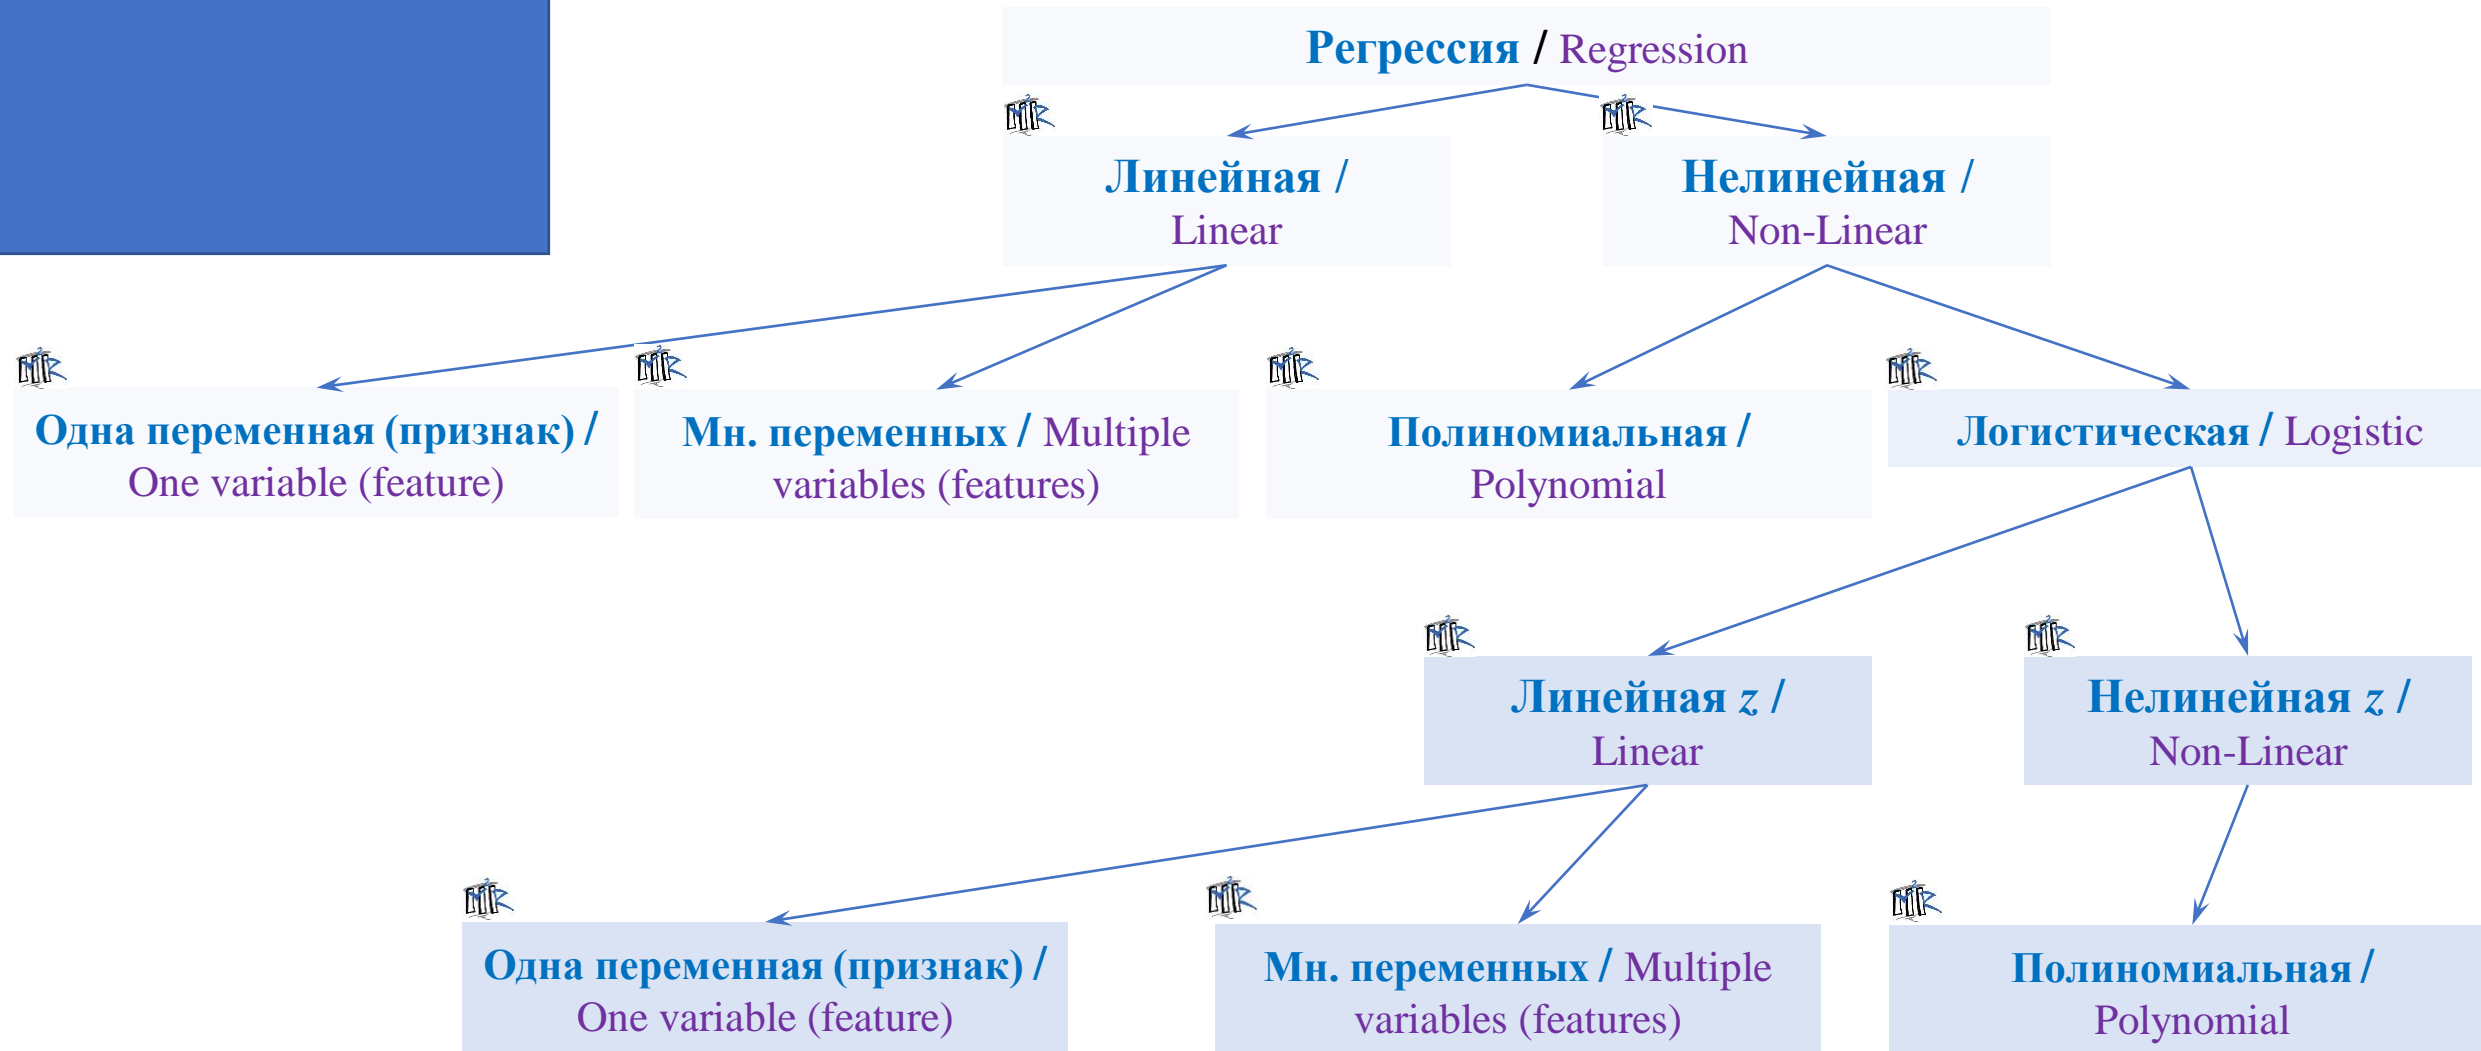 Регрессия / Regression
Линейная /
Linear
Нелинейная /
Non-Linear
Одна переменная (признак) /
One variable (feature)
Мн. переменных / Multiple
variables (features)
Полиномиальная /
Polynomial
Логистическая / Logistic
Линейная z /
Linear
Нелинейная z /
Non-Linear
Одна переменная (признак) /
One variable (feature)
Мн. переменных / Multiple
variables (features)
Полиномиальная /
Polynomial